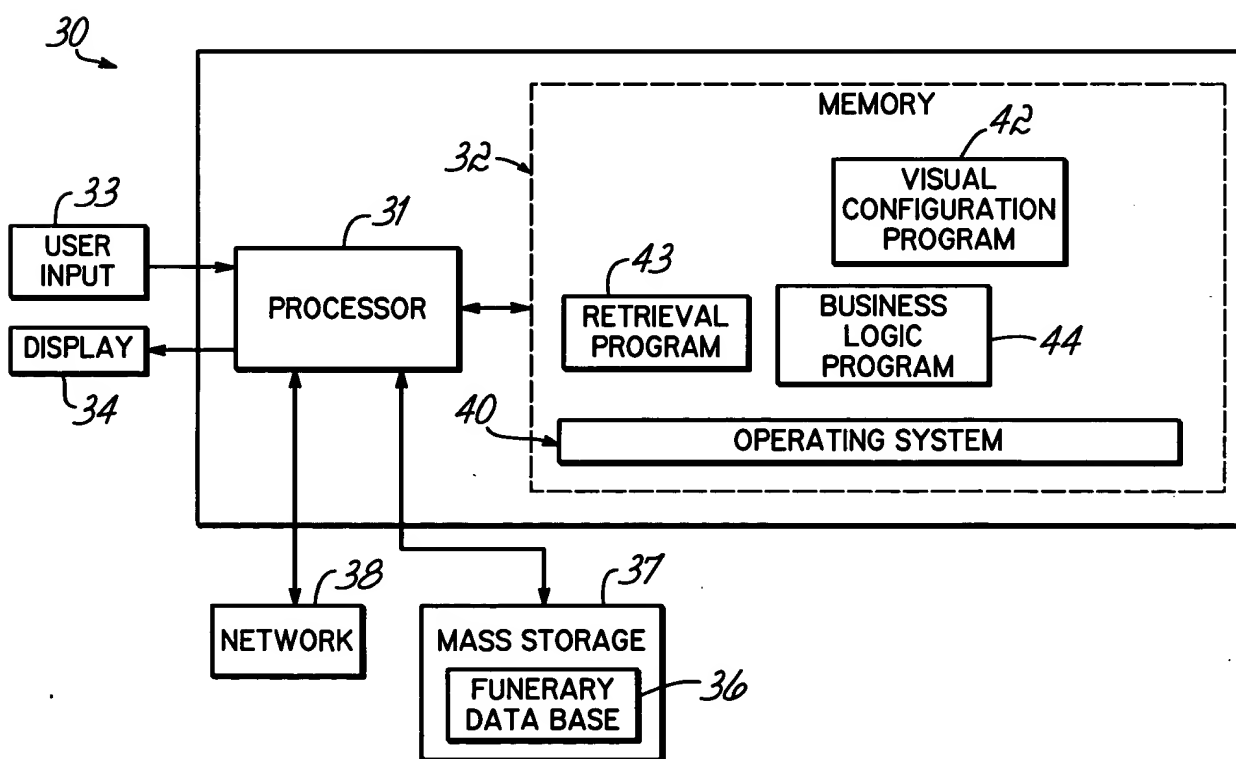 30
MEMORY
42
32
VISUAL
CONFIGURATION
PROGRAM
33
USER
INPUT
31
PROCESSOR
43
RETRIEVAL
PROGRAM
BUSINESS
LOGIC
PROGRAM
44
DISPLAY
34
40
OPERATING SYSTEM
38
NETWORK
37
MASS STORAGE
FUNERARY
DATA BASE
36